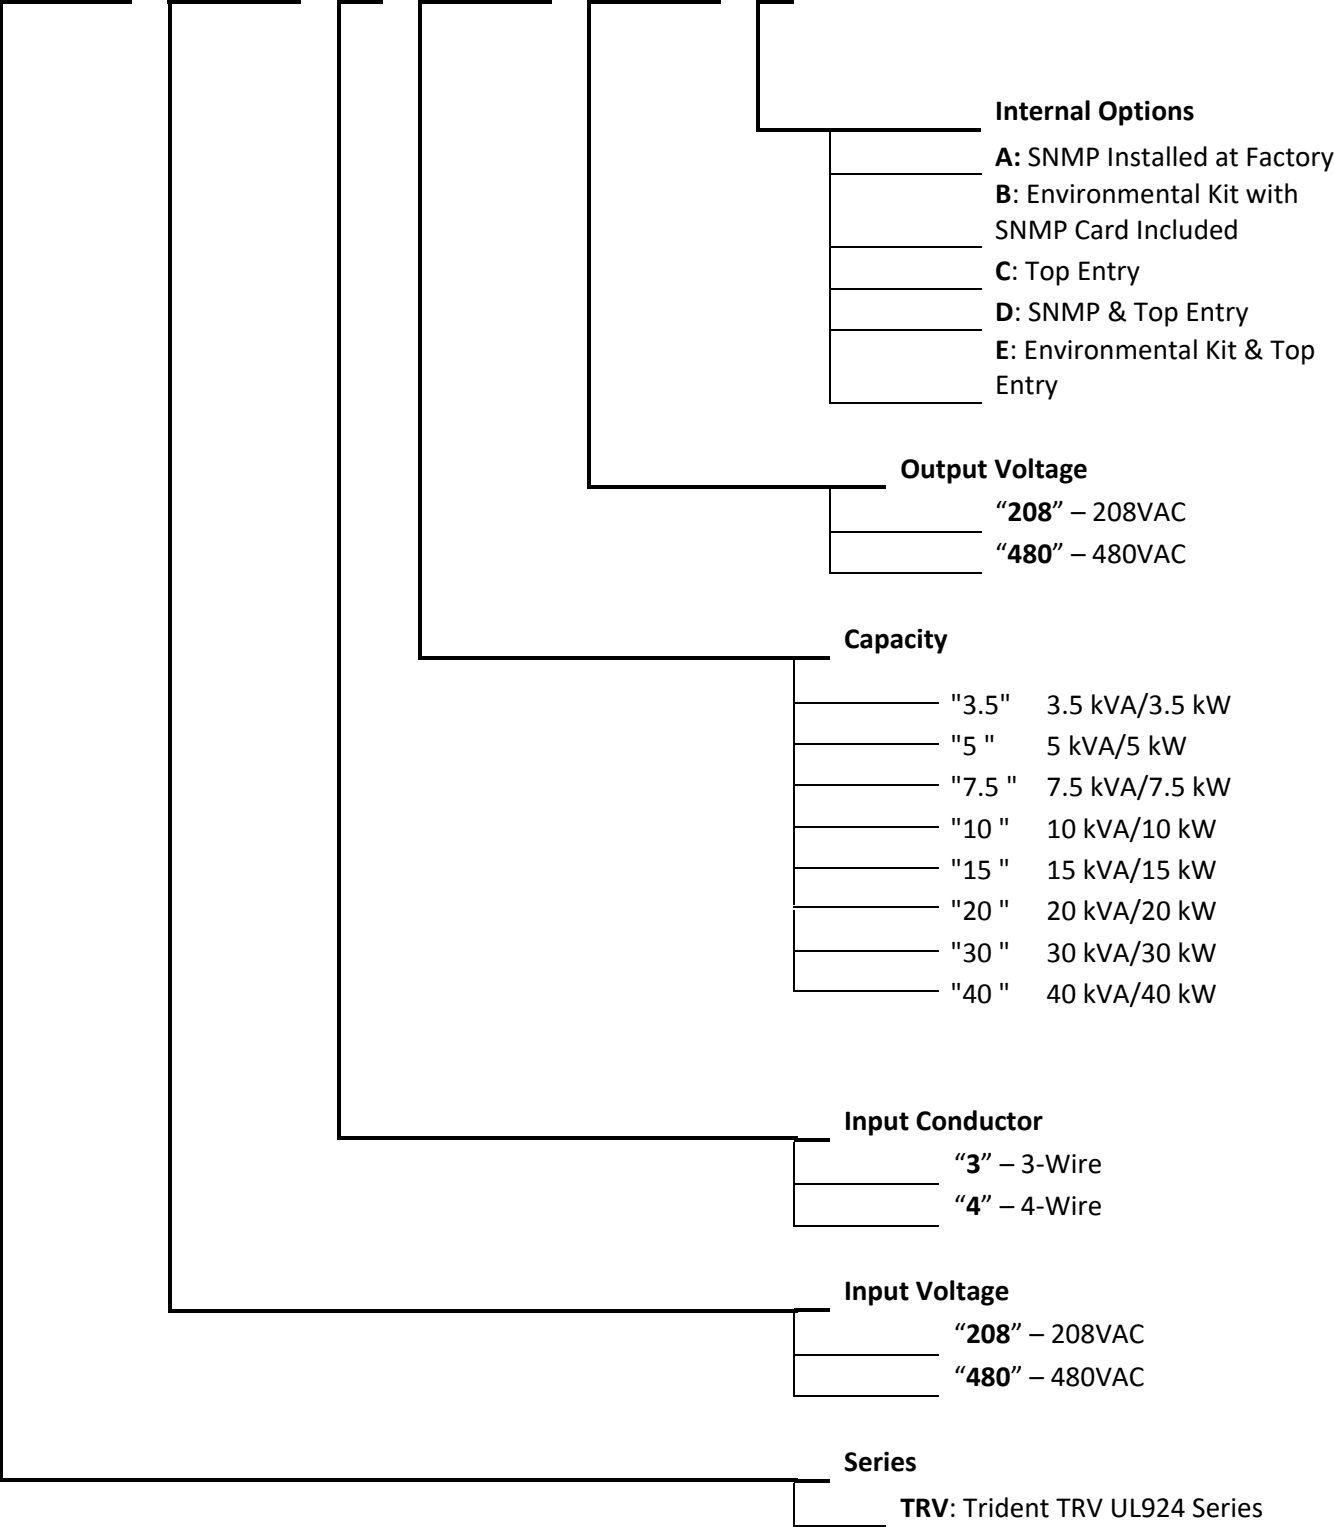 Internal Options
A: SNMP Installed at Factory
B: Environmental Kit with
SNMP Card Included
C: Top Entry
D: SNMP & Top Entry
E: Environmental Kit & Top
Entry
Output Voltage
“208” – 208VAC
“480” – 480VAC
Capacity
"3.5" 3.5 kVA/3.5 kW
"5 " 5 kVA/5 kW
"7.5 " 7.5 kVA/7.5 kW
"10 " 10 kVA/10 kW
"15 " 15 kVA/15 kW
"20 " 20 kVA/20 kW
"30 " 30 kVA/30 kW
"40 " 40 kVA/40 kW
Input Conductor
“3” – 3-Wire
“4” – 4-Wire
Input Voltage
“208” – 208VAC
“480” – 480VAC
Series
TRV: Trident TRV UL924 Series